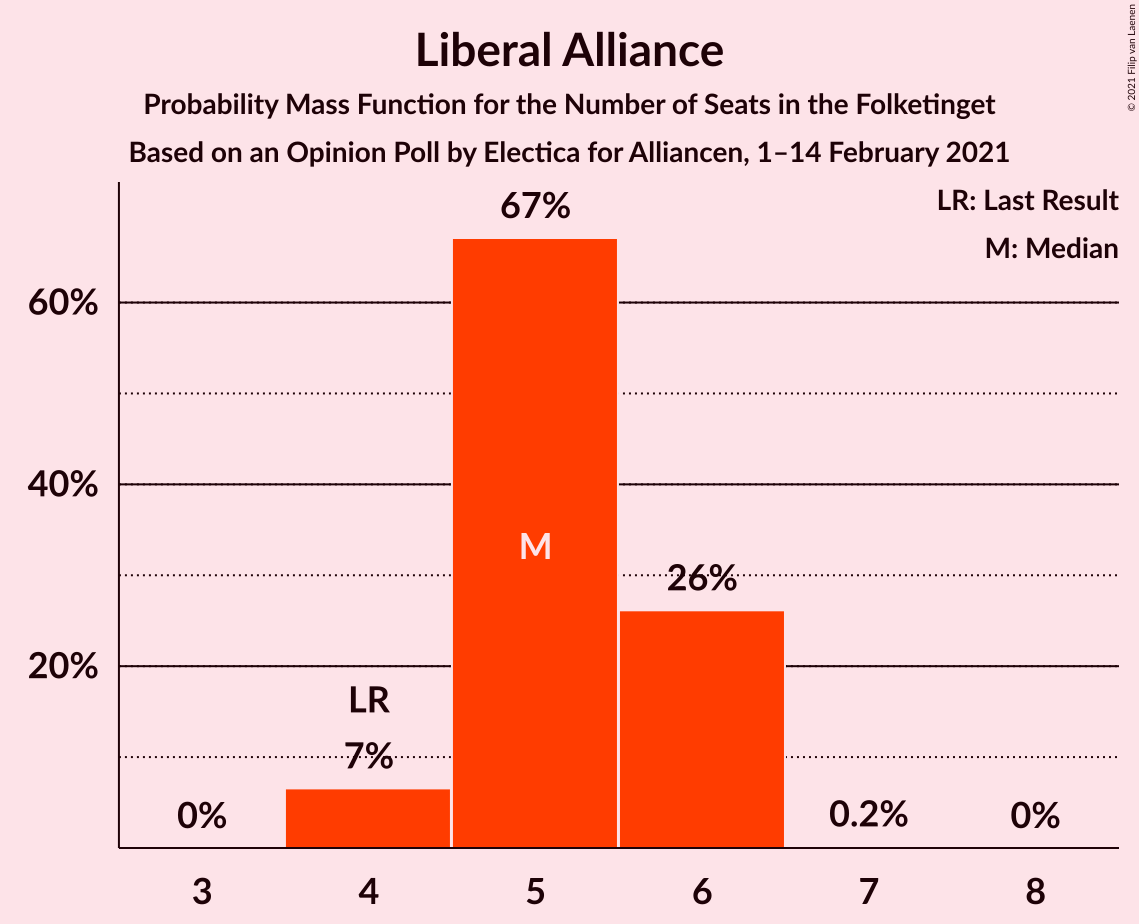 Liberal Alliance
Probability Mass Function for the Number of Seats in the Folketinget
Based on an Opinion Poll by Electica for Alliancen, 1–14 February 2021
© 2021 Filip van Laenen
LR: Last Result
M: Median
67%
60%
40%
M
26%
20%
LR
7%
0%
0.2%
0%
3 4 5 6 7 8